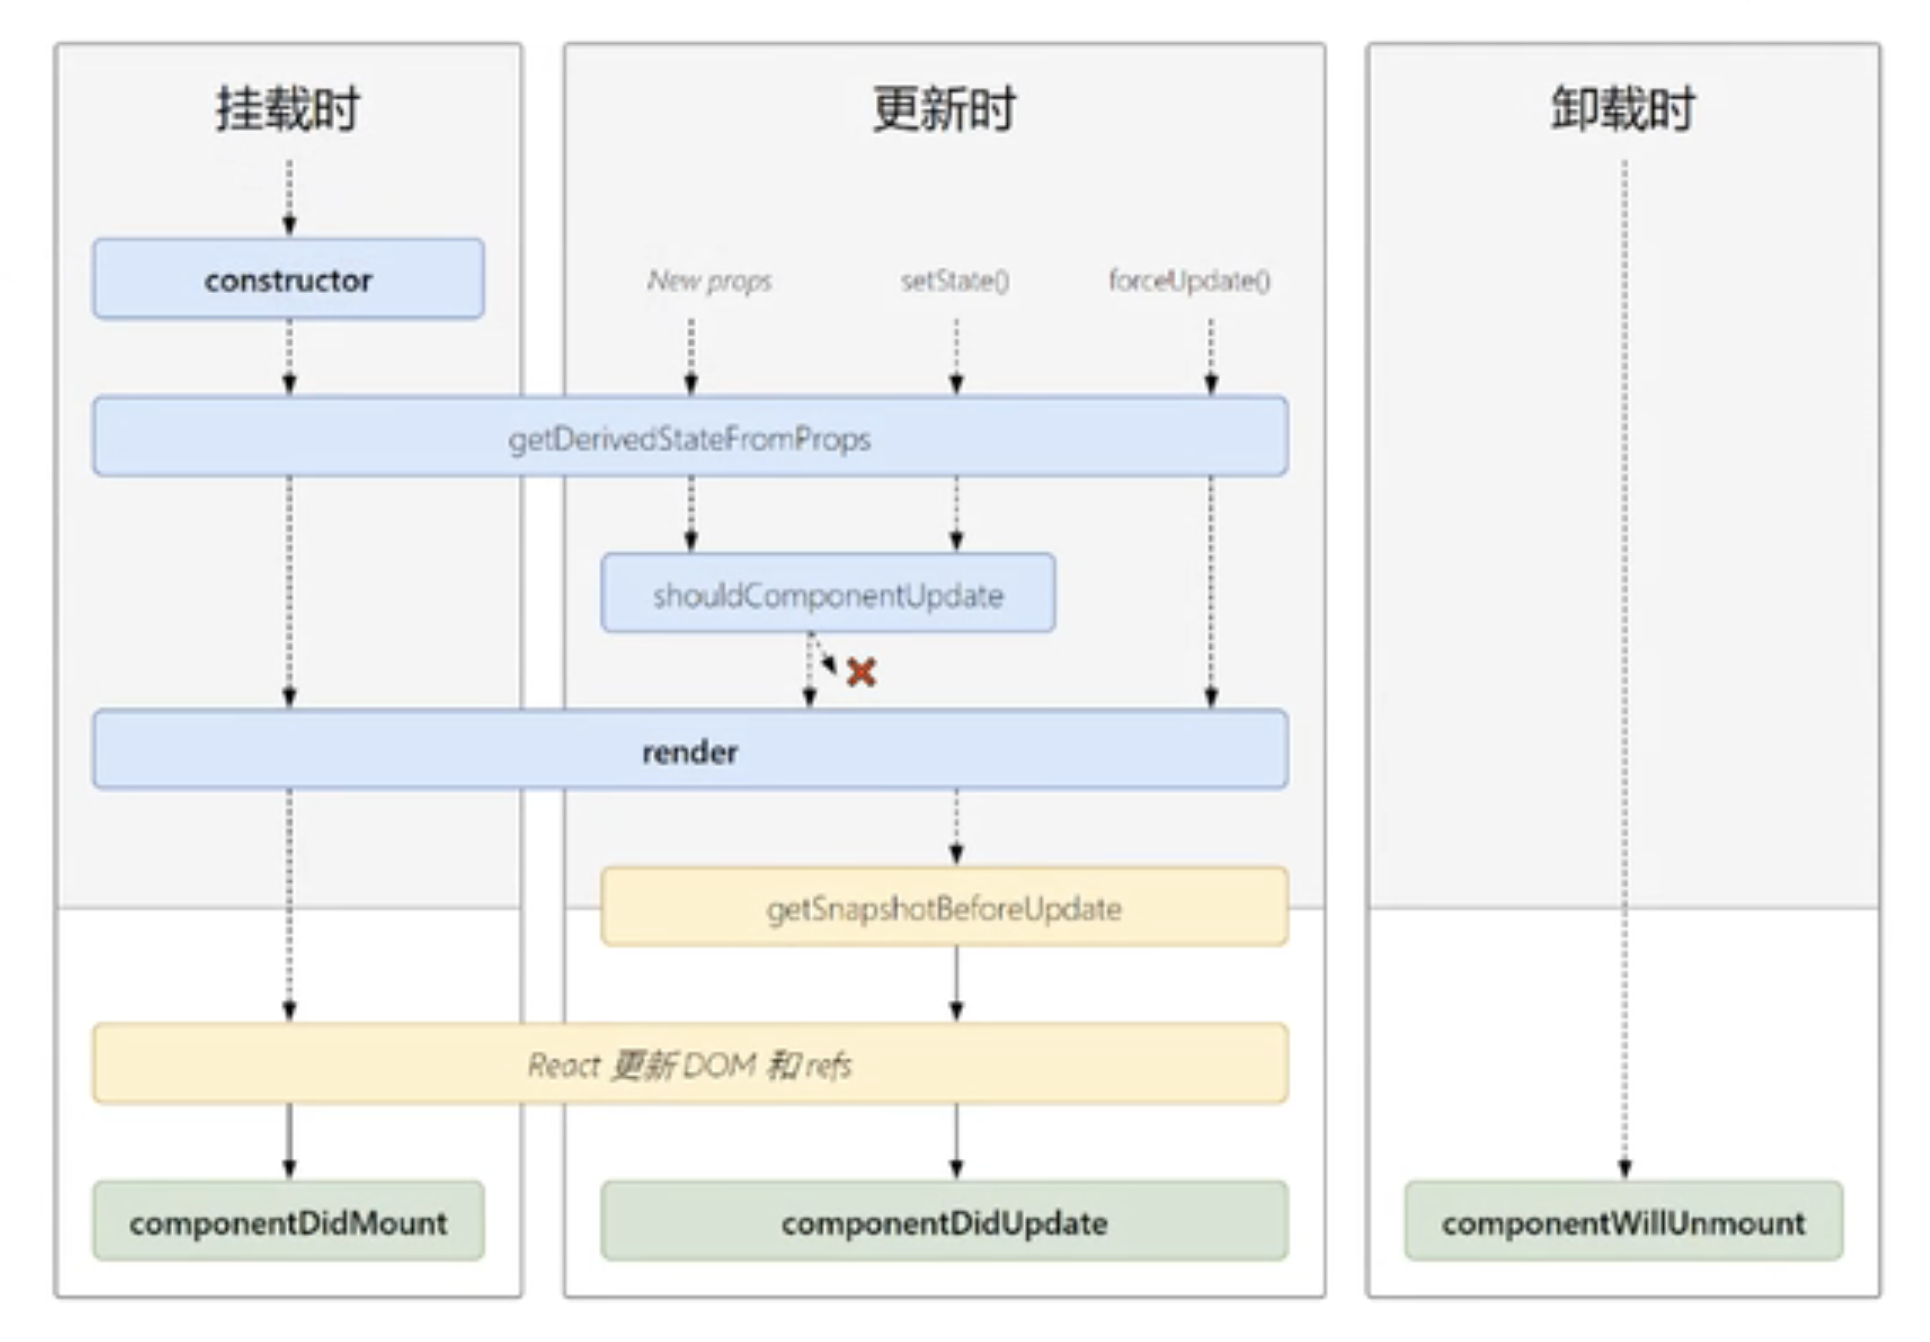 挂载时
更新时
卸载时
constructor
New props
setState()
forceUpdate()
getDerivedStateFromProps
shouldComponentUpdate
render
getSnapshotBeforeUpdate
React 更新 DOM 和 refs
componentDidMount
componentDidUpdate
componentWillUnmount